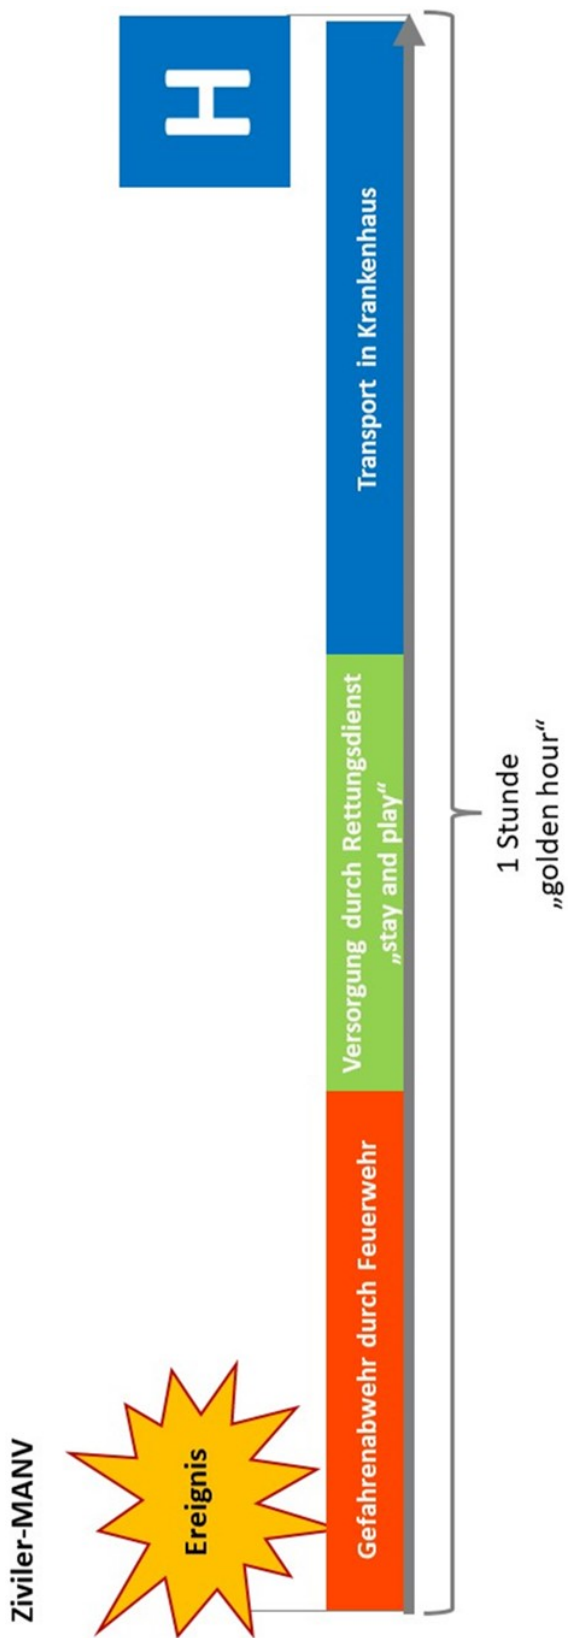 Ziviler-MANV
Ereignis
H
Gefahrenabwehr durch Feuerwehr
Versorgung durch Rettungsdienst
„stay and play“
Transport in Krankenhaus
1 Stunde
„golden hour“